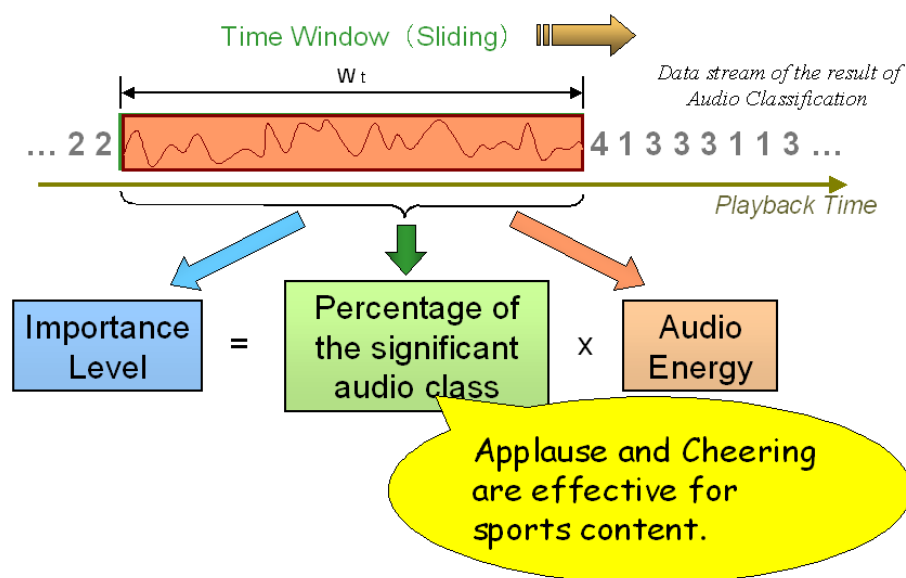 Time Window (Sliding)
W t
Data stream of the result of
Audio Classification
... 2 2
4 1 3 3 3 1 1 3 ...
Playback Time
Importance
Level
=
Percentage of
the significant
audio class
x
Audio
Energy
Applause and Cheering
are effective for
sports content.